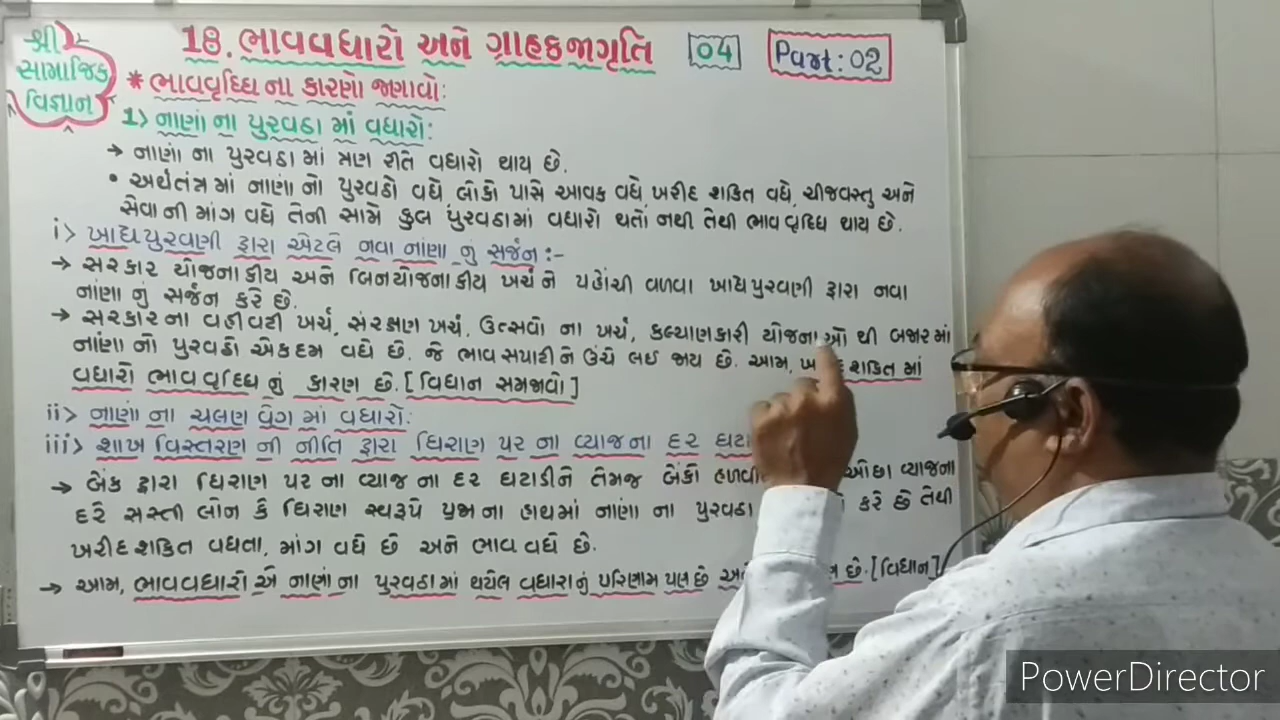 શ્રી
સામાજિક
વિજ્ઞાન
18. ભાવવધારો અને ગ્રાહકજાગૃતિ 04 Part: 02
* ભાવવૃધ્ધિ ના કારણો જણાવો:
1> નાણાં ના પુરવઠા માં વધારો:
→ નાણાં ના પુરવઠા માં ત્રણ રીતે વધારો થાય છે.
• અર્થતંત્ર માં નાણાં નો પુરવઠો વધે, લોકો પાસે આવક વધે, ખરીદ શક્તિ વધે, ચીજવસ્તુ અને
સેવા ની માંગ વધે તેની સામે કુલ પુરવઠામાં વધારો થતો નથી તેથી ભાવ વૃધ્ધિ થાય છે.
i> ખાધપુરવણી દ્વારા એટલે નવા નાંણા નું સર્જન :-
→ સરકાર યોજનાકીય અને બિનયોજનાકીય ખર્ચ ને પહોંચી વળવા ખાધપુરવણી દ્વારા નવા
નાંણા નું સર્જન કરે છે.
→ સરકારના વહીવટી ખર્ચ, સંરક્ષણ ખર્ચ, ઉત્સવો ના ખર્ચ, કલ્યાણકારી યોજનાઓ થી બજાર માં
નાંણા નો પુરવઠો એકદમ વધે છે. જે ભાવ સપાટી ને ઉંચે લઈ જાય છે. આમ, શક્તિ માં
વધારો ભાવવૃધ્ધિ નું કારણ છે. [વિધાન સમજાવો]
ii> નાણાં ના ચલણ વેગ માં વધારો:
iii> શાખ વિસ્તરણ ની નીતિ દ્વારા ધિરાણ પર ના વ્યાજ ના દર
→ બેંક દ્વારા ધિરાણ પર ના વ્યાજ ના દર ઘટાડીને તેમજ બેંકો ઓછા વ્યાજના
દરે સસ્તી લોન કે ધિરાણ સ્વરૂપે પ્રજા ના હાથમાં નાંણા ના પુરવઠા કરે છે તેથી
ખરીદ શક્તિ વધતા, માંગ વધે છે અને ભાવ વધે છે.
→ આમ, ભાવવધારો એ નાણાં ના પુરવઠા માં થયેલ વધારા નું પરિણામ પણ છે છે. [વિધાન]
PowerDirector